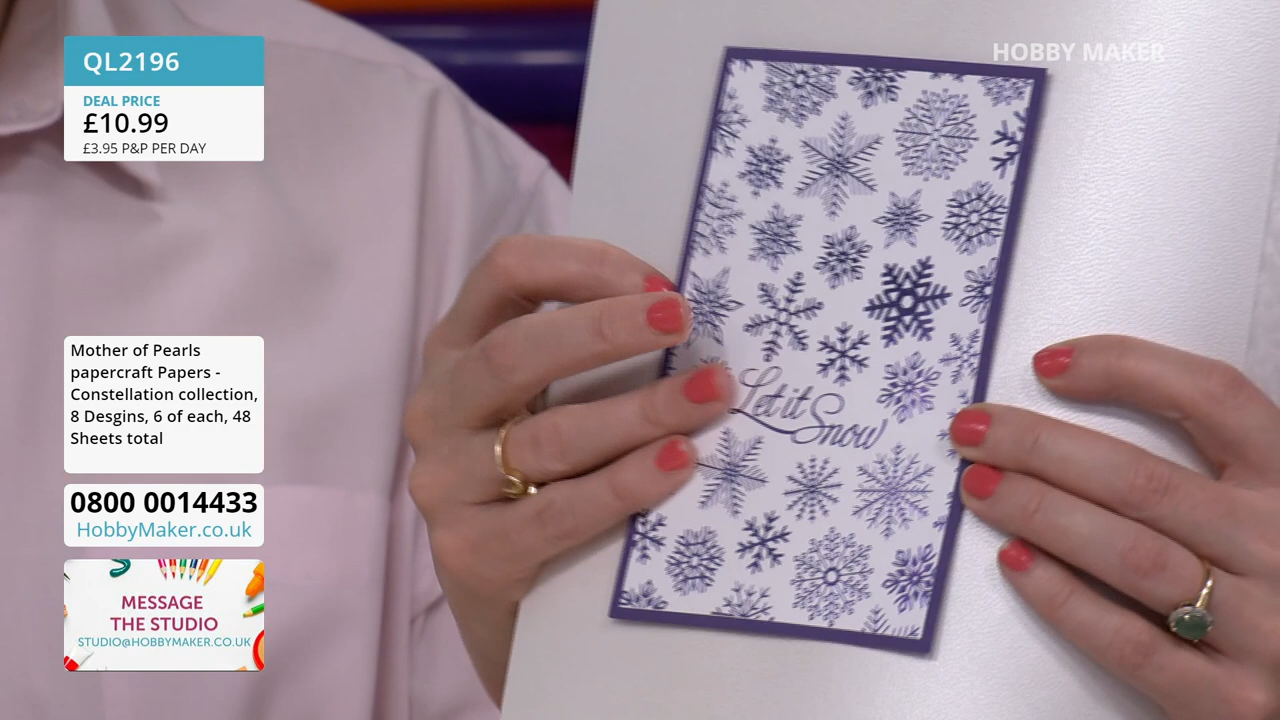 QL2196
DEAL PRICE
£10.99
£3.95 P&P PER DAY
Mother of Pearls
papercraft Papers -
Constellation collection,
8 Desgins, 6 of each, 48
Sheets total
0800 0014433
HobbyMaker.co.uk
MESSAGE
THE STUDIO
STUDIO@HOBBYMAKER.CO.UK
HOBBY MAKER
Let it
Snow